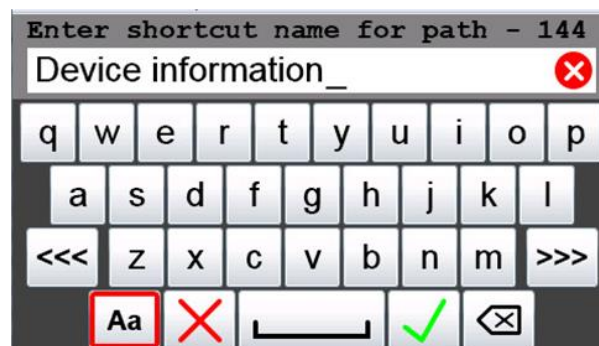 Enter shortcut name for path - 144
Device information_
q w e r t y u i o p
a s d f g h j k l
<<< z x c v b n m >>>
Aa